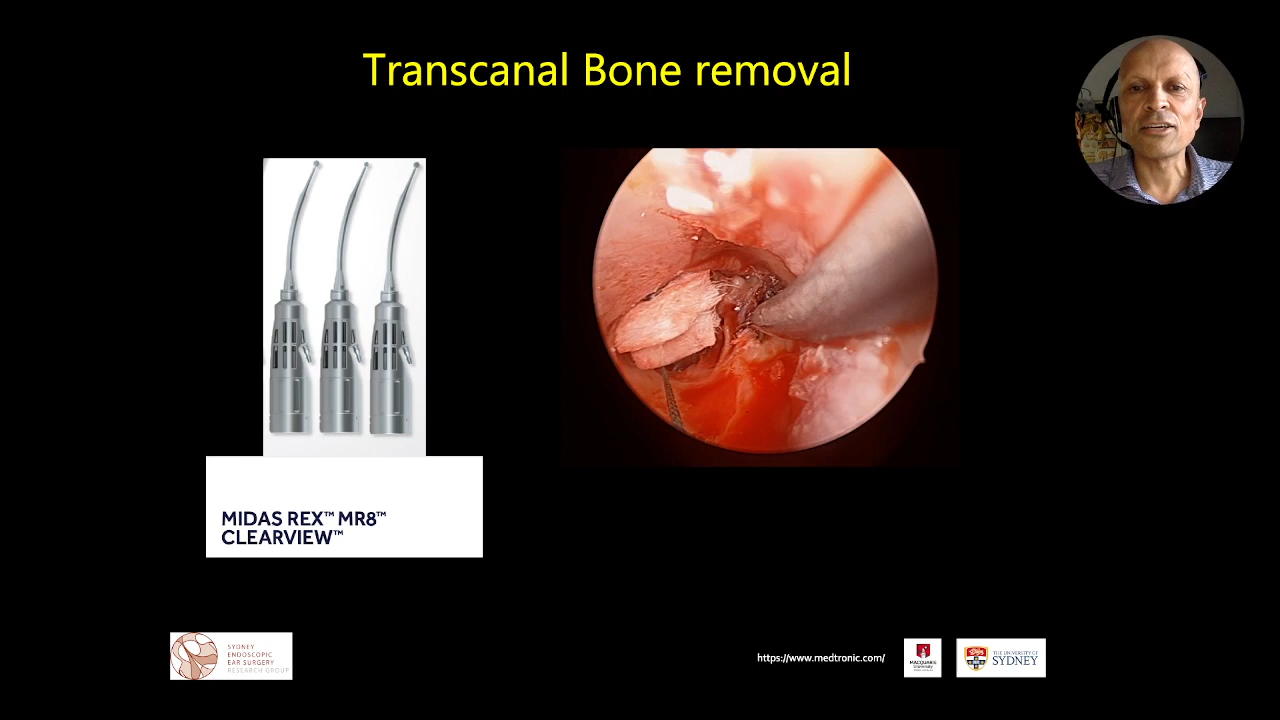 Transcanal Bone removal
MIDAS REX™ MR8™
CLEARVIEW™
SYDNEY
ENDOSCOPIC
EAR SURGERY
RESEARCH GROUP
https://www.medtronic.com/
MACQUARIE
University
THE UNIVERSITY OF
SYDNEY